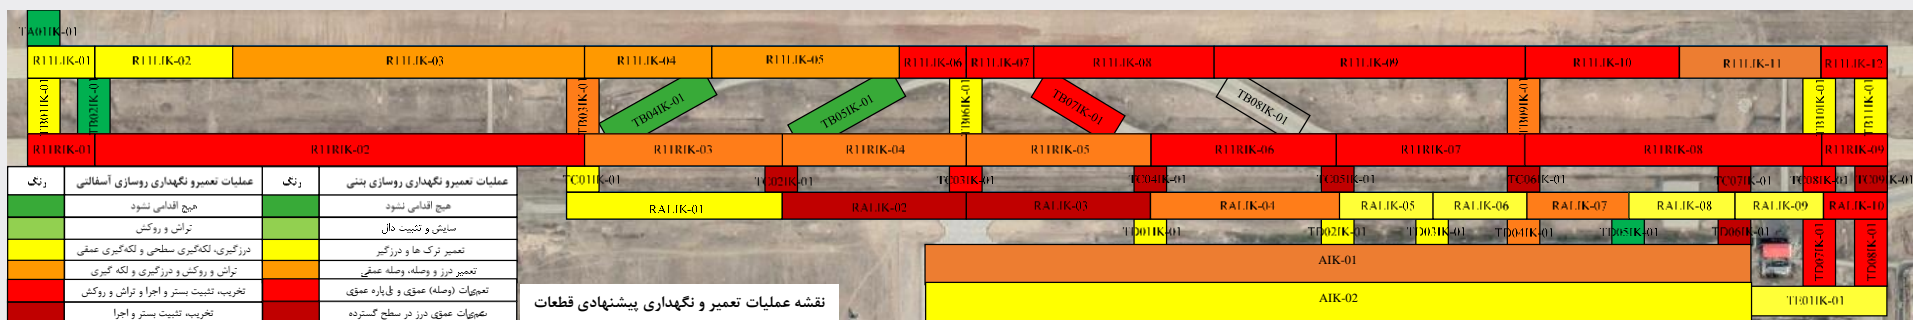 TA01IK-01
R11LIK-01 R11LIK-02 R11LIK-03 R11LIK-04 R11LIK-05 R11LIK-06 R11LIK-07 R11LIK-08 R11LIK-09 R11LIK-10 R11LIK-11 R11LIK-12
TB01IK-01 TB02IK-01 TB03IK-01 TB04IK-01 TB05IK-01 TB06IK-01 TB07IK-01 TB08IK-01 TB09IK-01 TB10IK-01 TB11IK-01
R11RIK-01 R11RIK-02 R11RIK-03 R11RIK-04 R11RIK-05 R11RIK-06 R11RIK-07 R11RIK-08 R11RIK-09
TC01IK-01 TC02IK-01 TC03IK-01 TC04IK-01 TC05IK-01 TC06IK-01 TC07IK-01 TC08IK-01 TC09IK-01
RALIK-01 RALIK-02 RALIK-03 RALIK-04 RALIK-05 RALIK-06 RALIK-07 RALIK-08 RALIK-09 RALIK-10
TD01IK-01 TD02IK-01 TD03IK-01 TD04IK-01 TD05IK-01 TD06IK-01 TD07IK-01 TD08IK-01
AIK-01
AIK-02
TE01IK-01
عملیات تعمیرو نگهداری روسازی بتنی رنگ عملیات تعمیرو نگهداری روسازی آسفالتی رنگ
هیچ اقدامی نشود هیچ اقدامی نشود
سایش و تثبیت دال تراش و روکش
تعمیر ترک ها و درزگیر درزگیری، لکه‌گیری سطحی و لکه‌گیری عمقی
تعمیر درز و وصله، وصله عمقی تراش و روکش و درزگیری و لکه گیری
(وصله) عمقی و پاره عمقی تخریب، تثبیت بستر و اجرا و تراش و روکش
عمقی درز در سطح گسترده تخریب، تثبیت بستر و اجرا
نقشه عملیات تعمیر و نگهداری پیشنهادی قطعات